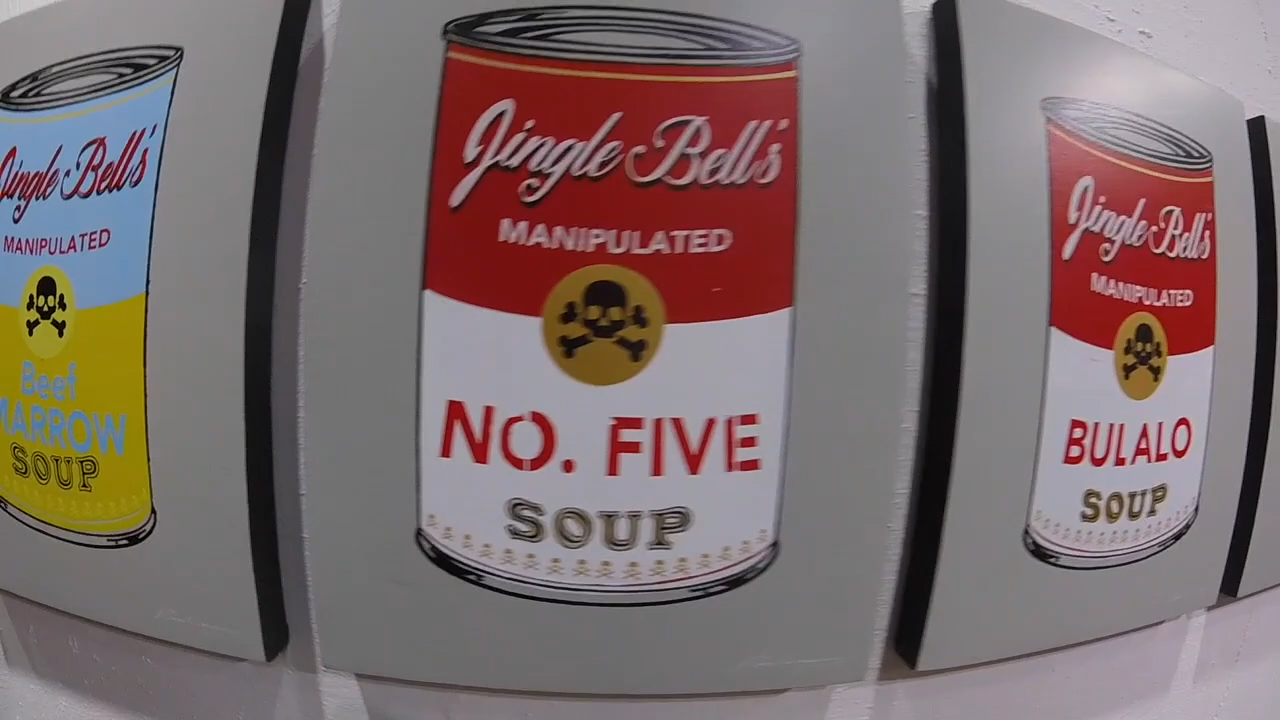 Jingle Bell's
MANIPULATED
Beef
MARROW
SOUP
Jingle Bell's
MANIPULATED
NO. FIVE
SOUP
Jingle Bell's
MANIPULATED
BULALO
SOUP